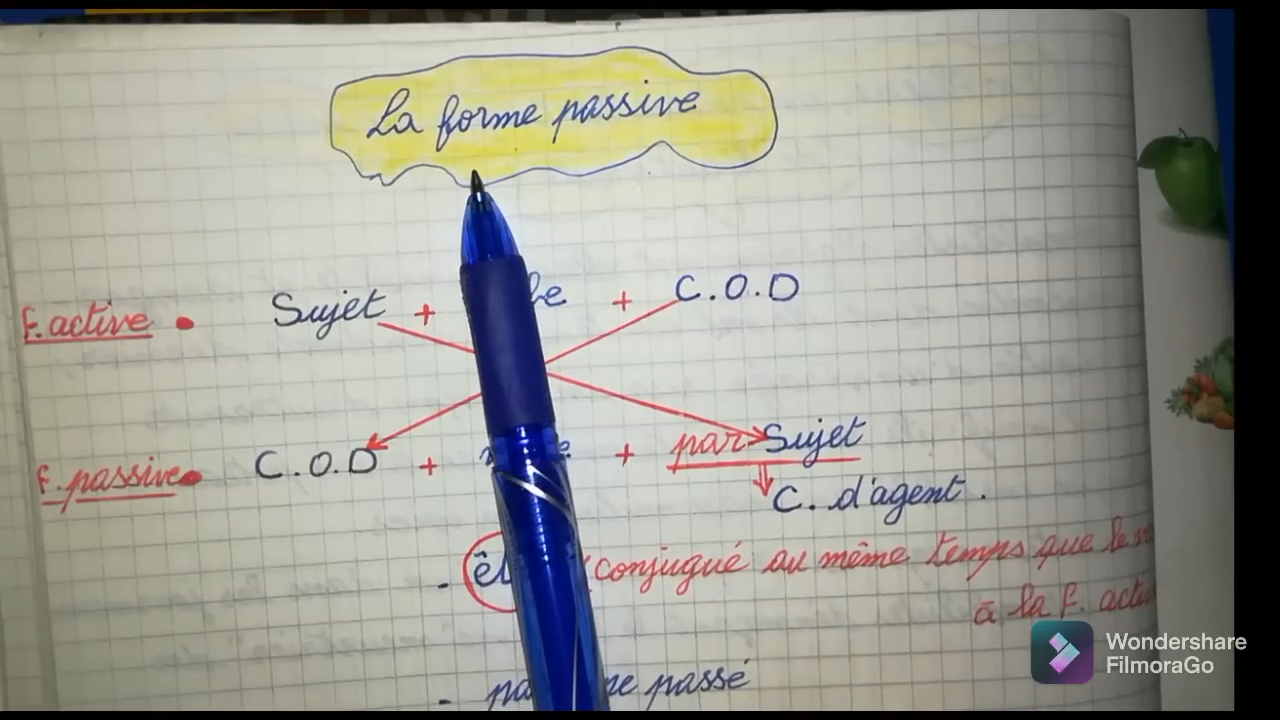 La forme passive
F. active • Sujet + + C.O.D
F. passive • C.O.D + + par Sujet
C. d'agent.
- (conjugué au même temps que le
à la F.
- passé
Wondershare
FilmoraGo